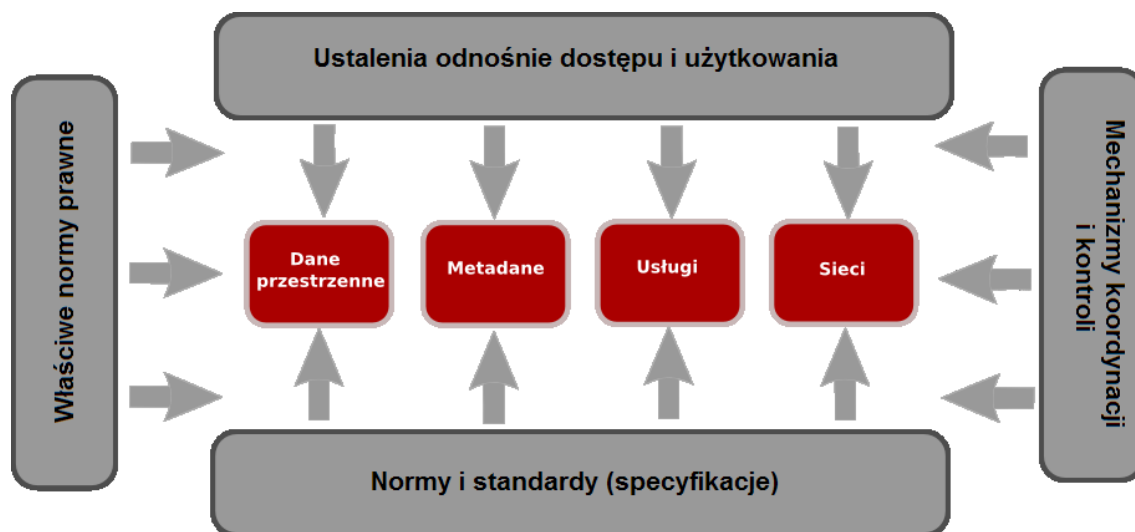 Ustalenia odnośnie dostępu i użytkowania
Właściwe normy prawne
Dane
przestrzenne
Metadane
Usługi
Sieci
Mechanizmy koordynacji
i kontroli
Normy i standardy (specyfikacje)